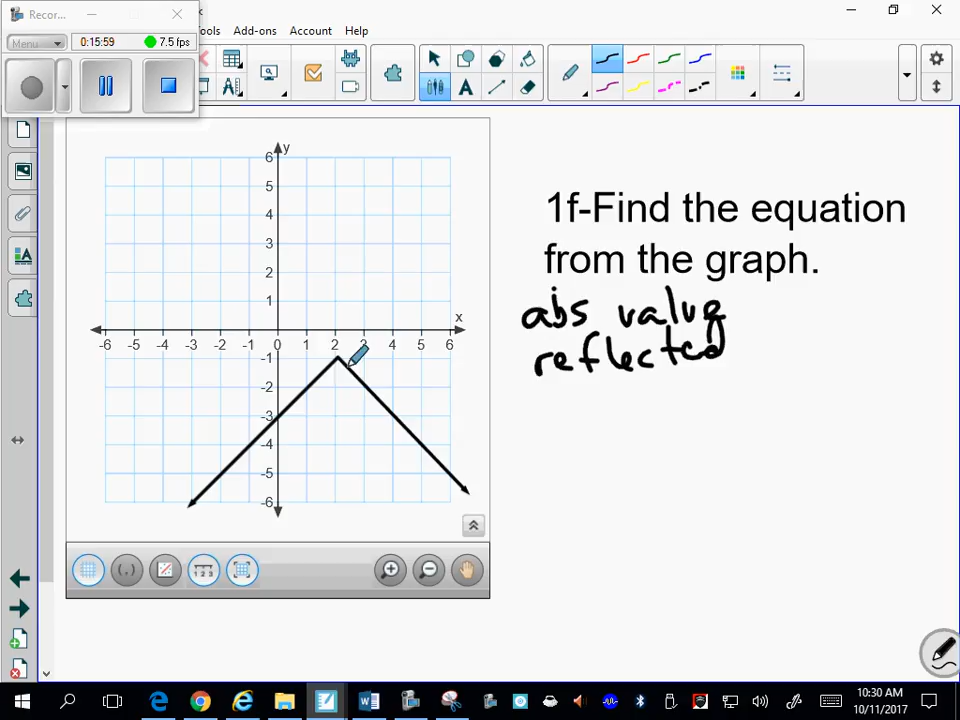 Recor...
Menu
0:15:59
7.5 fps
Tools Add-ons Account Help
y
6
5
4
3
2
1
x
-6 -5 -4 -3 -2 -1 0 1 2 3 4 5 6
-1
-2
-3
-4
-5
-6
1f-Find the equation
from the graph.
abs value
reflected
10:30 AM
10/11/2017